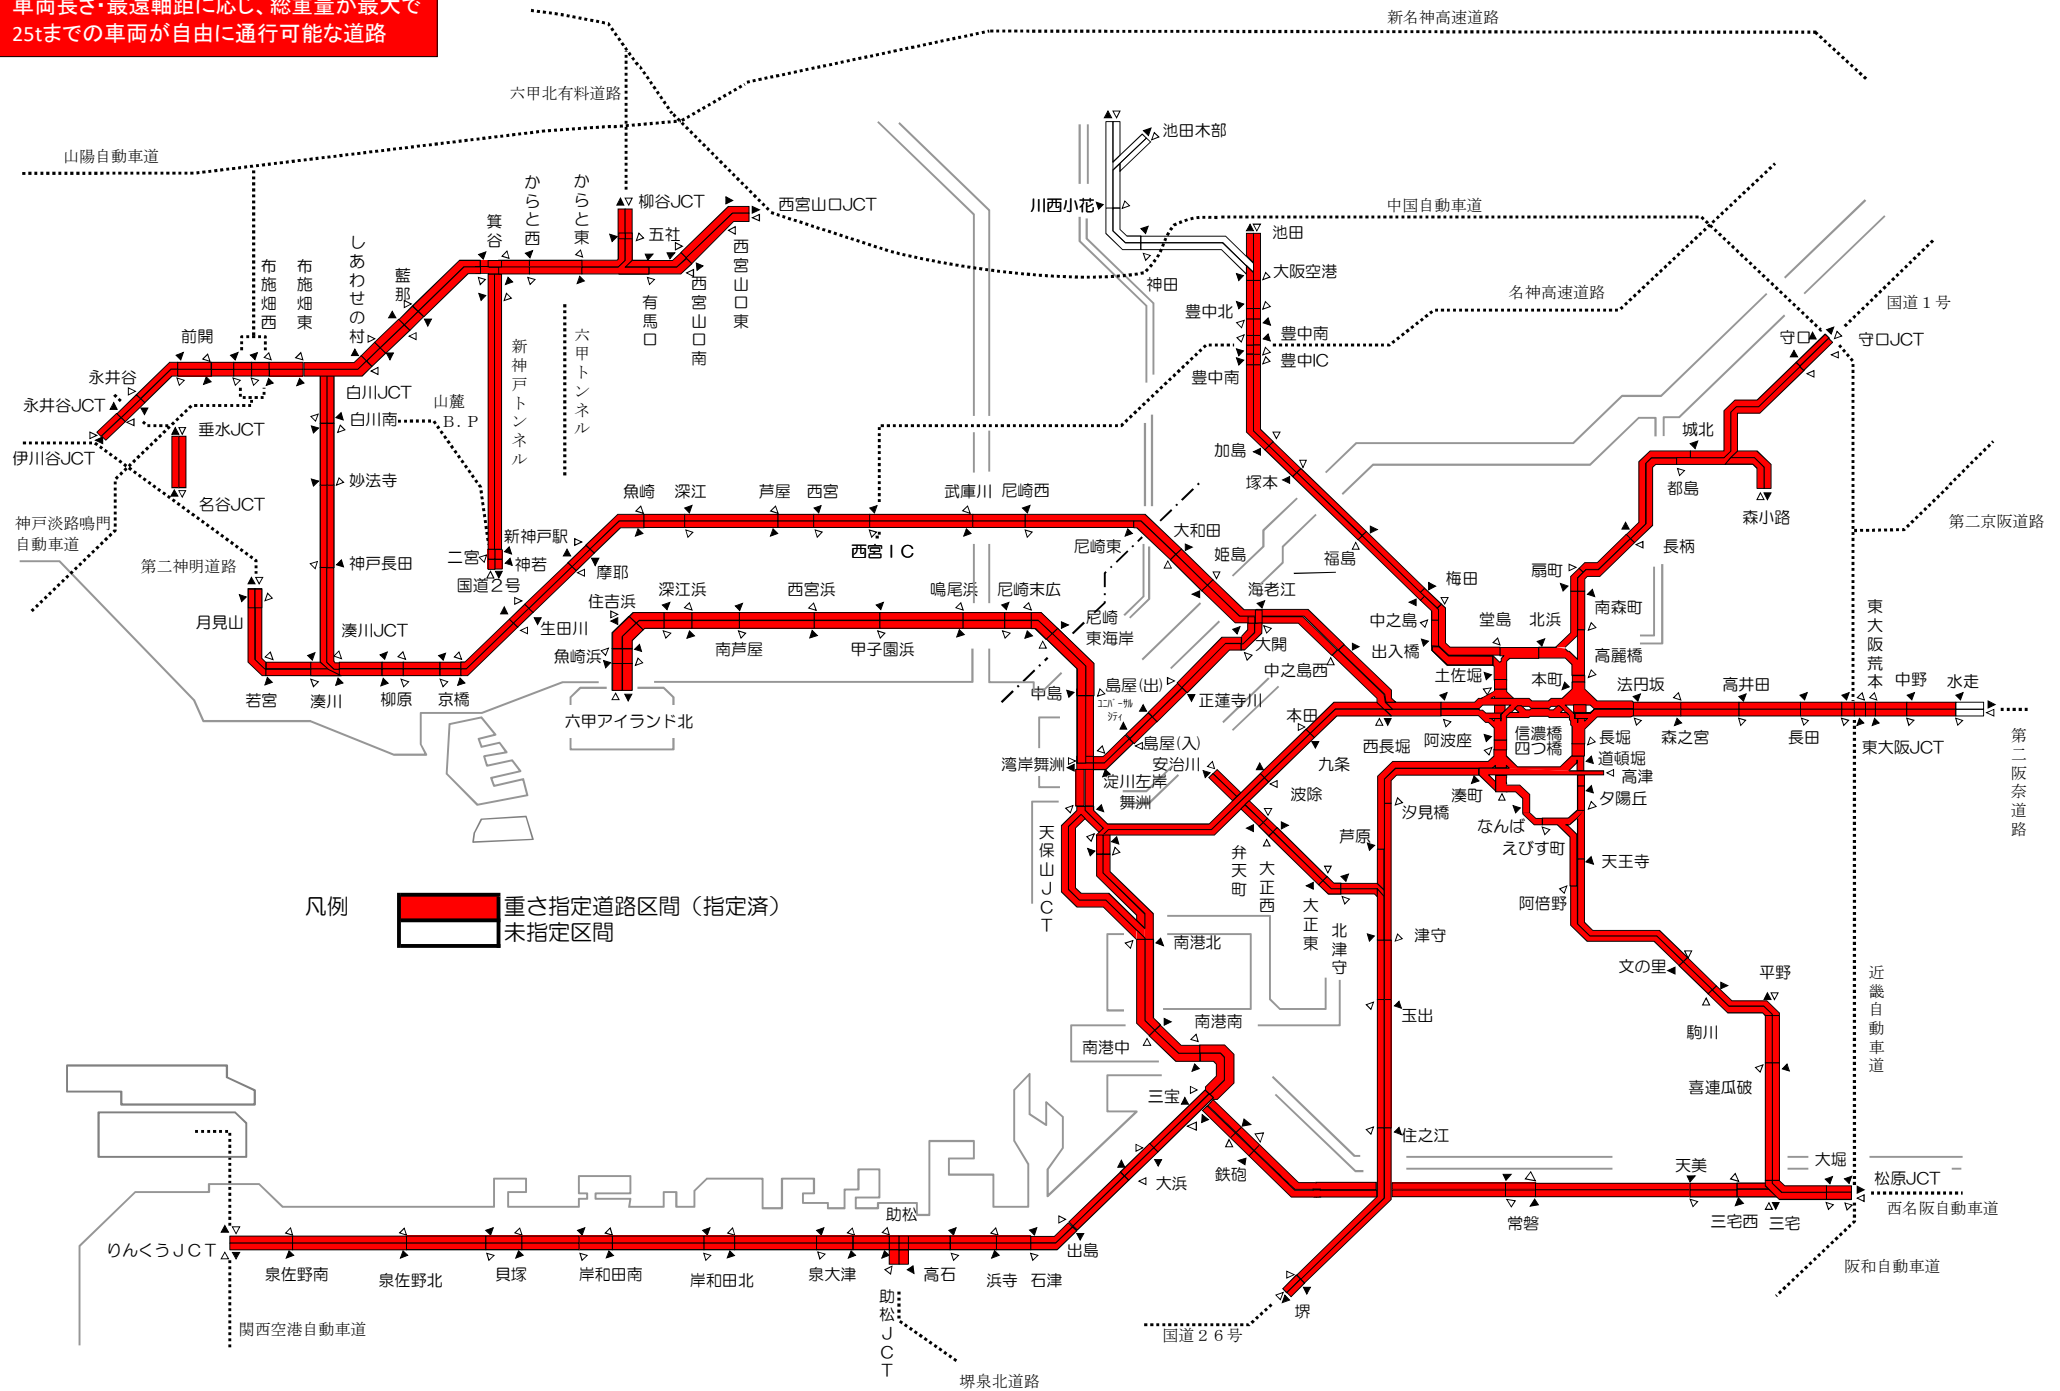 車両長さ・最遠軸距に応じ、総重量が最大で
25tまでの車両が自由に通行可能な道路
新名神高速道路
六甲北有料道路
山陽自動車道
池田木部
川西小花
中国自動車道
池田
大阪空港
神田
名神高速道路
国道1号
豊中北
豊中南
豊中IC
豊中南
守口
守口JCT
からと西
からと東
柳谷JCT
五社
西宮山口JCT
箕谷
西宮山口東
西宮山口南
有馬口
しあわせの村
藍那
布施畑西
布施畑東
前開
永井谷
永井谷JCT
伊川谷JCT
垂水JCT
名谷JCT
白川JCT
白川南
山麓
B.P
新神戸トンネル
六甲トンネル
妙法寺
神戸長田
神戸淡路鳴門
自動車道
第二神明道路
月見山
若宮
湊川JCT
湊川
柳原
京橋
二宮
新神戸駅
神若
国道2号
生田川
摩耶
魚崎
深江
芦屋
西宮
西宮IC
武庫川
尼崎西
尼崎東
大和田
姫島
海老江
住吉浜
魚崎浜
六甲アイランド北
深江浜
南芦屋
西宮浜
甲子園浜
鳴尾浜
尼崎末広
尼崎
東海岸
中島
湾岸舞洲
淀川左岸
舞洲
島屋(出)
ユニバーサル
シティ
島屋(入)
正蓮寺川
大開
中之島西
加島
塚本
福島
梅田
中之島
出入橋
堂島
北浜
土佐堀
本町
高麗橋
南森町
扇町
長柄
都島
城北
森小路
第二京阪道路
東大阪荒本
法円坂
高井田
中野
水走
森之宮
長田
東大阪JCT
第二阪奈道路
信濃橋
四つ橋
長堀
道頓堀
高津
夕陽丘
湊町
なんば
えびす町
天王寺
阿倍野
文の里
駒川
平野
喜連瓜破
近畿自動車道
本田
西長堀
阿波座
九条
波除
安治川
弁天町
大正西
大正東
北津守
芦原
汐見橋
津守
玉出
住之江
天保山JCT
南港北
南港中
南港南
三宝
鉄砲
大浜
出島
石津
浜寺
高石
助松
助松JCT
泉大津
岸和田北
岸和田南
貝塚
泉佐野北
泉佐野南
りんくうJCT
関西空港自動車道
堺泉北道路
国道26号
堺
常磐
天美
三宅西
三宅
大堀
松原JCT
西名阪自動車道
阪和自動車道
凡例
重さ指定道路区間(指定済)
未指定区間